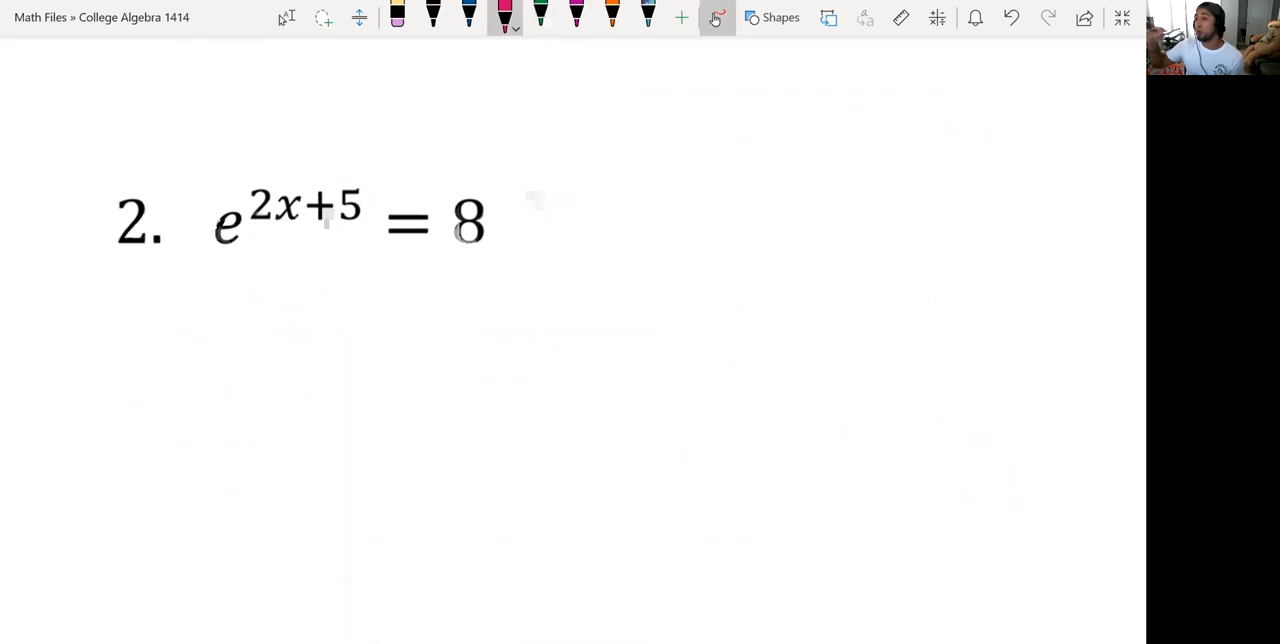 Math Files » College Algebra 1414
Shapes
2. e^{2x+5} = 8